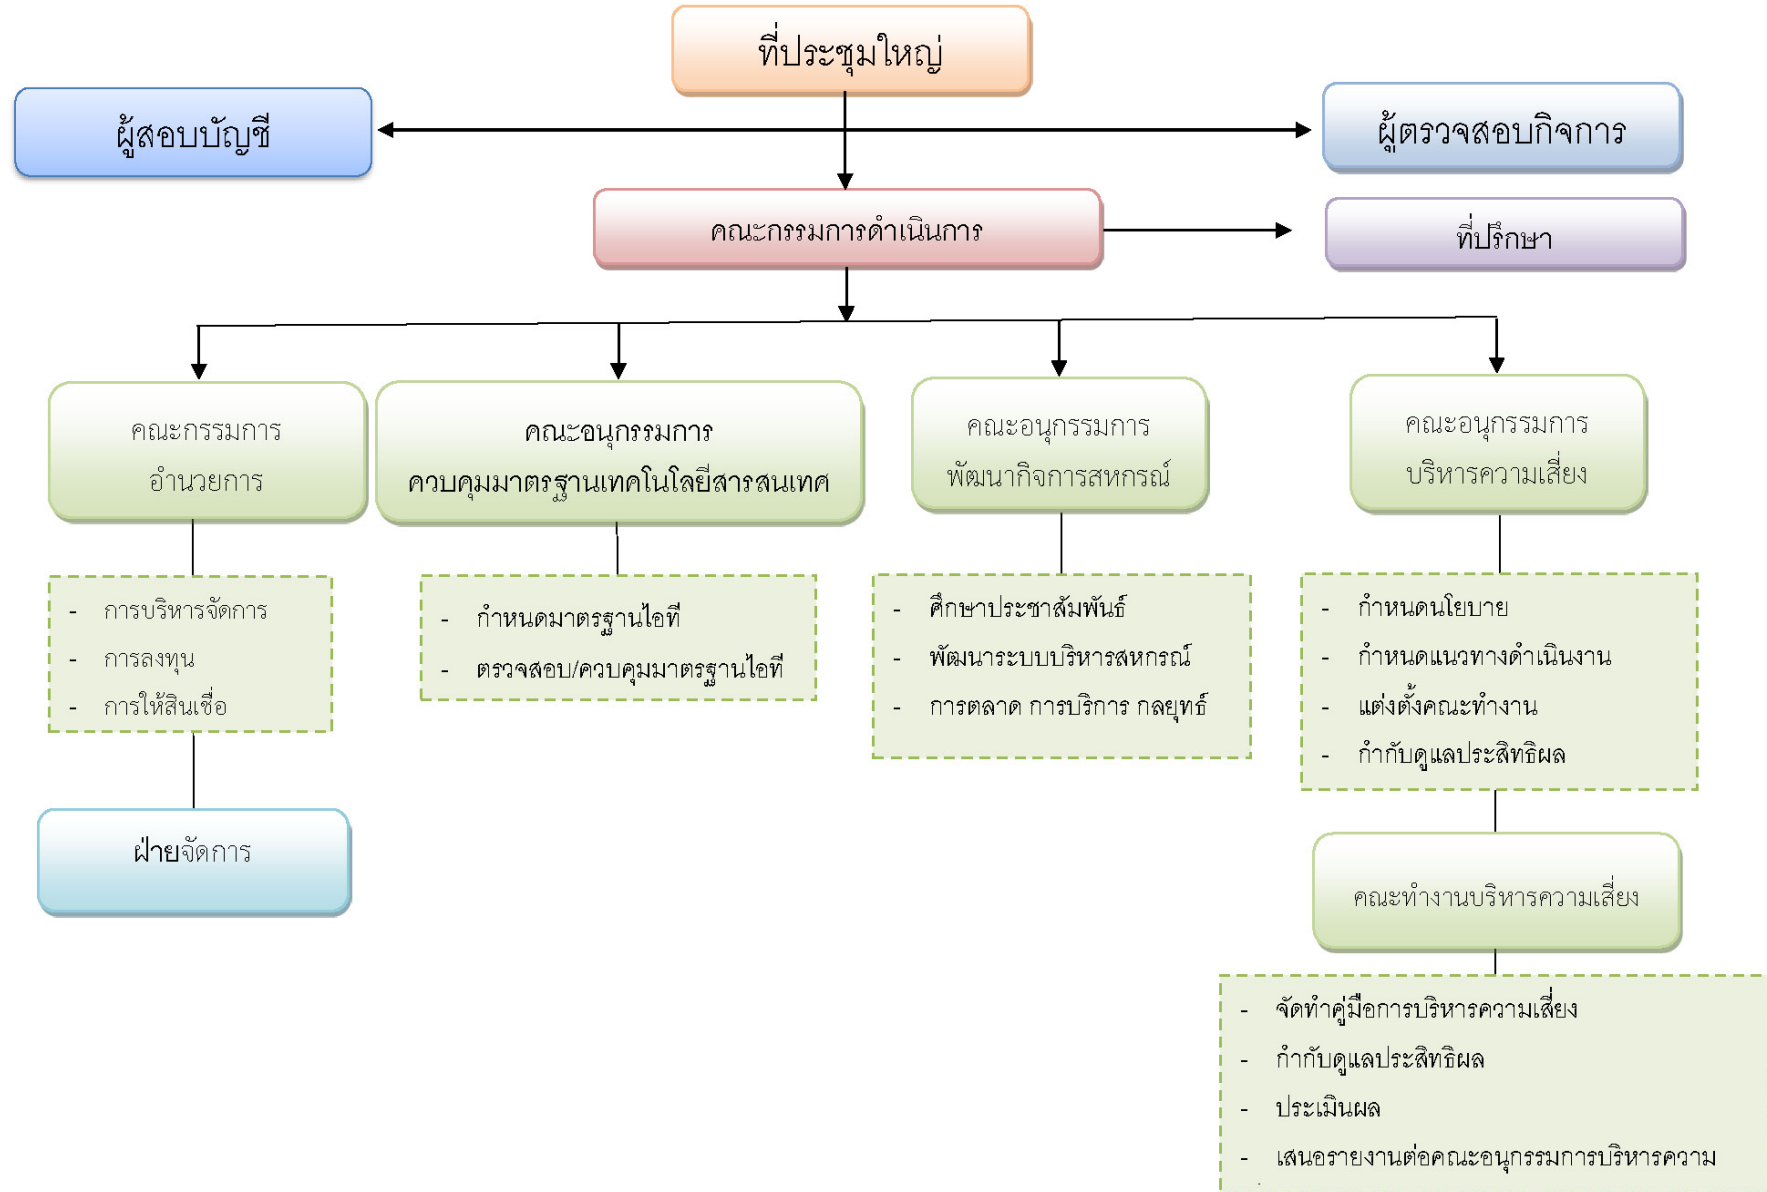 ที่ประชุมใหญ่
ผู้สอบบัญชี
ผู้ตรวจสอบกิจการ
คณะกรรมการดำเนินการ
ที่ปรึกษา
คณะกรรมการ
อำนวยการ
คณะอนุกรรมการ
ควบคุมมาตรฐานเทคโนโลยีสารสนเทศ
คณะอนุกรรมการ
พัฒนากิจการสหกรณ์
คณะอนุกรรมการ
บริหารความเสี่ยง
- การบริหารจัดการ
- การลงทุน
- การให้สินเชื่อ
- กำหนดมาตรฐานไอที
- ตรวจสอบ/ควบคุมมาตรฐานไอที
- ศึกษาประชาสัมพันธ์
- พัฒนาระบบบริหารสหกรณ์
- การตลาด การบริการ กลยุทธ์
- กำหนดนโยบาย
- กำหนดแนวทางดำเนินงาน
- แต่งตั้งคณะทำงาน
- กำกับดูแลประสิทธิผล
ฝ่ายจัดการ
คณะทำงานบริหารความเสี่ยง
- จัดทำคู่มือการบริหารความเสี่ยง
- กำกับดูแลประสิทธิผล
- ประเมินผล
- เสนอรายงานต่อคณะอนุกรรมการบริหารความ